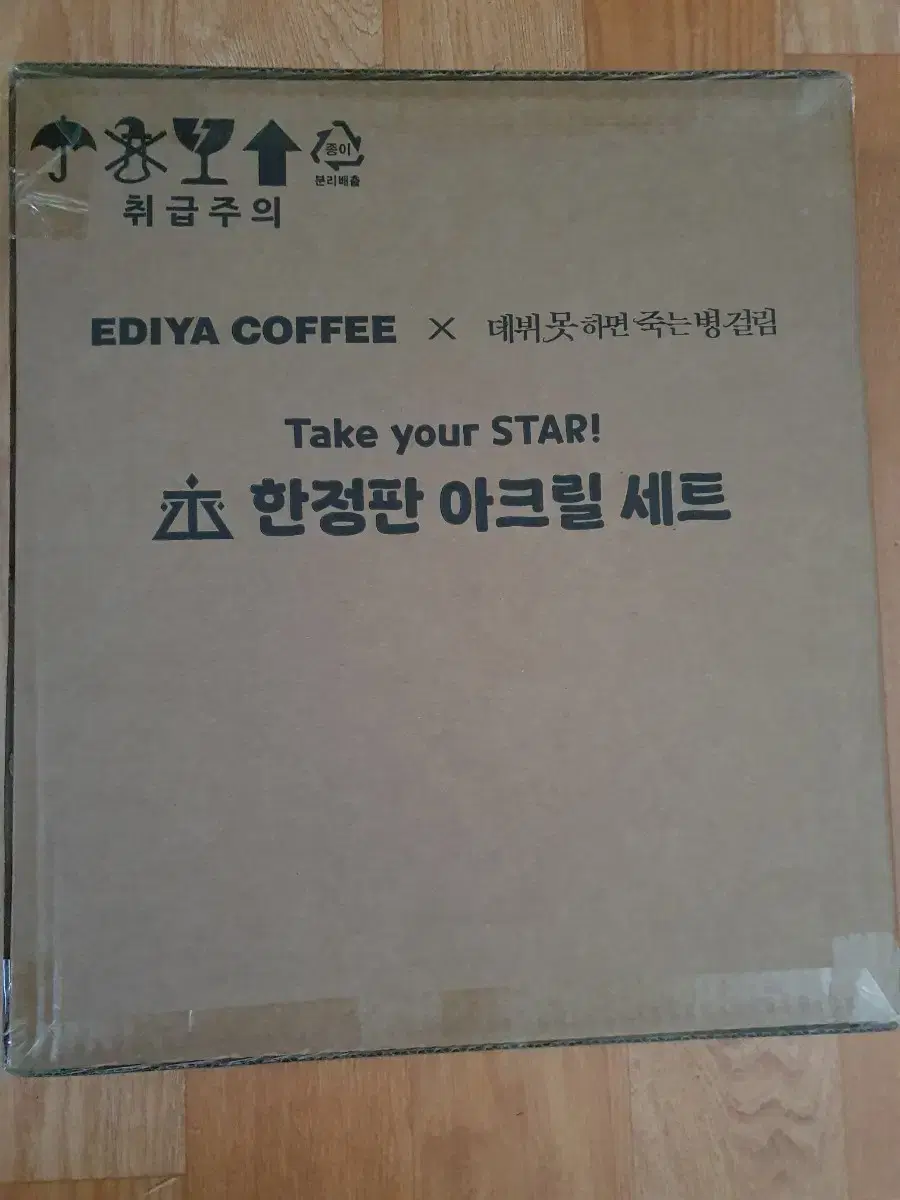 종이
분리배출
취급주의
EDIYA COFFEE × 데뷔 못 하면 죽는 병 걸림
Take your STAR!
한정판 아크릴 세트